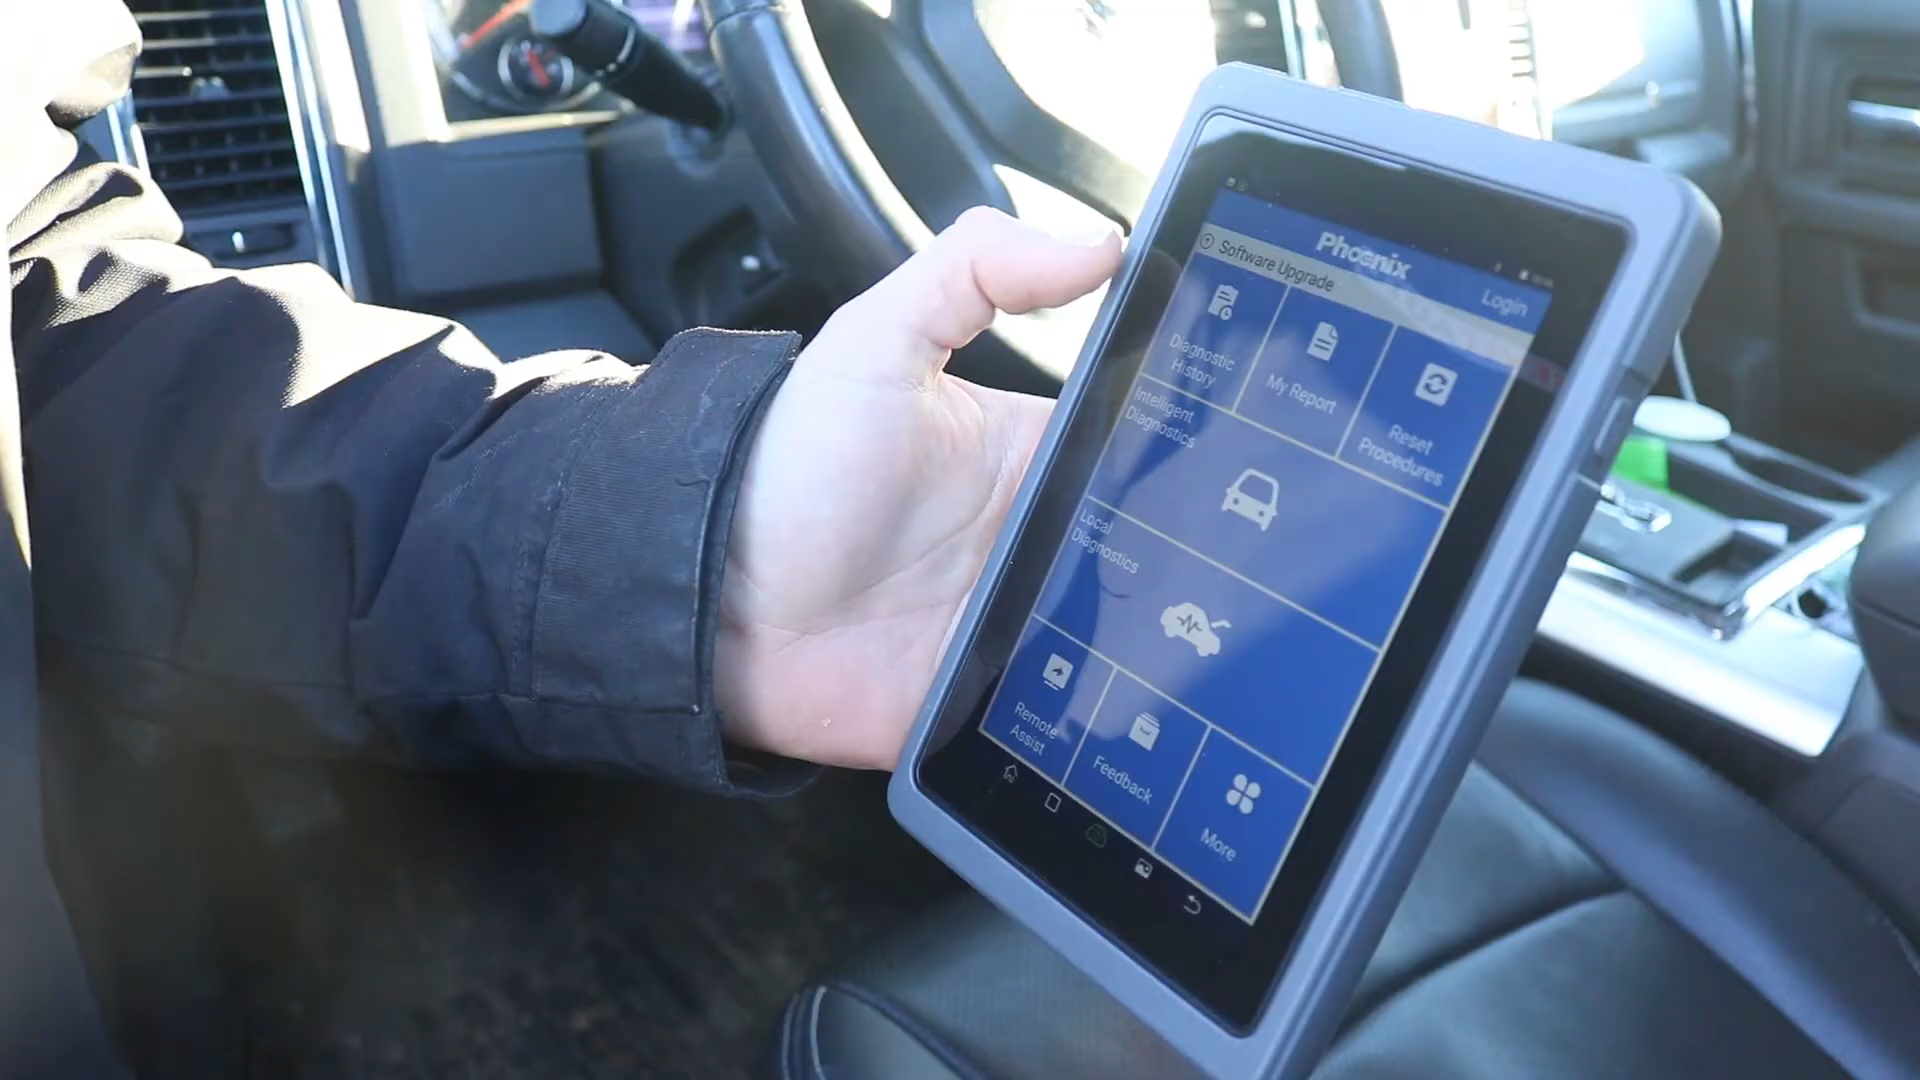 Phoenix
Login
Software Upgrade
Diagnostic
History
My Report
Reset
Procedures
Intelligent
Diagnostics
Local
Diagnostics
Remote
Assist
Feedback
More